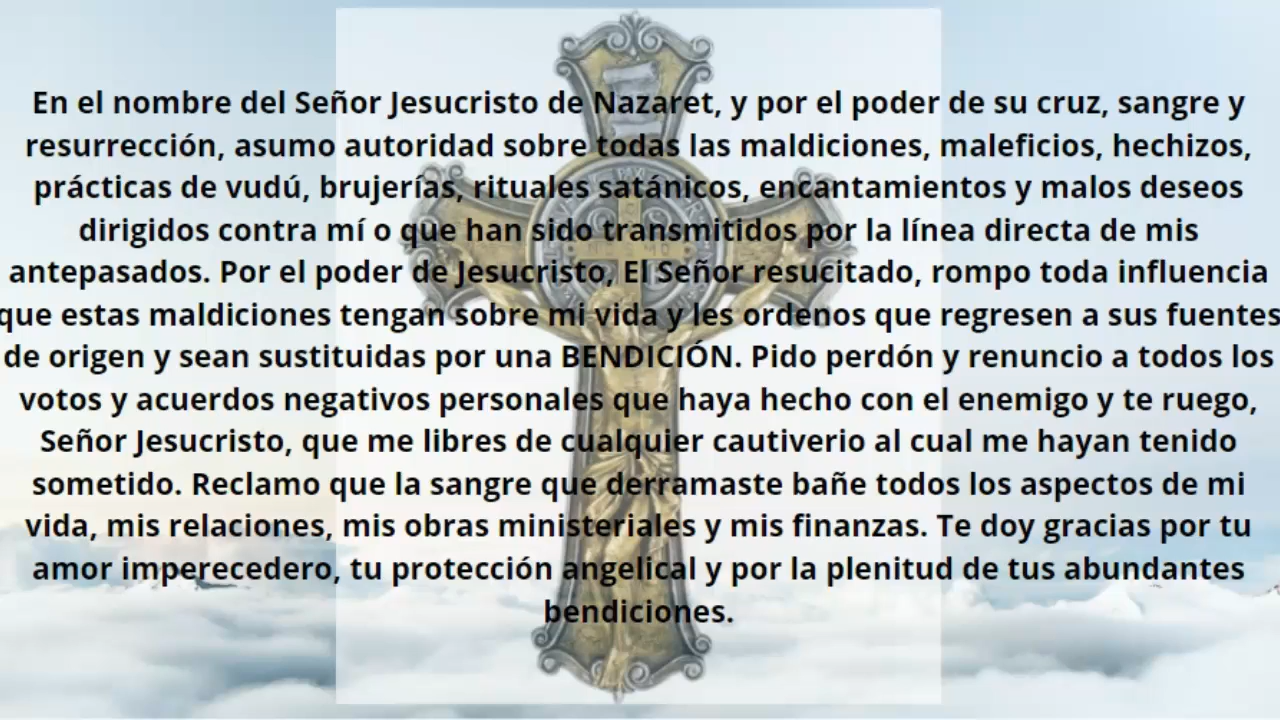 En el nombre del Señor Jesucristo de Nazaret, y por el poder de su cruz, sangre y
resurrección, asumo autoridad sobre todas las maldiciones, maleficios, hechizos,
prácticas de vudú, brujerías, rituales satánicos, encantamientos y malos deseos
dirigidos contra mí o que han sido transmitidos por la línea directa de mis
antepasados. Por el poder de Jesucristo, El Señor resucitado, rompo toda influencia
que estas maldiciones tengan sobre mi vida y les ordenos que regresen a sus fuentes
de origen y sean sustituidas por una BENDICIÓN. Pido perdón y renuncio a todos los
votos y acuerdos negativos personales que haya hecho con el enemigo y te ruego,
Señor Jesucristo, que me libres de cualquier cautiverio al cual me hayan tenido
sometido. Reclamo que la sangre que derramaste bañe todos los aspectos de mi
vida, mis relaciones, mis obras ministeriales y mis finanzas. Te doy gracias por tu
amor imperecedero, tu protección angelical y por la plenitud de tus abundantes
bendiciones.